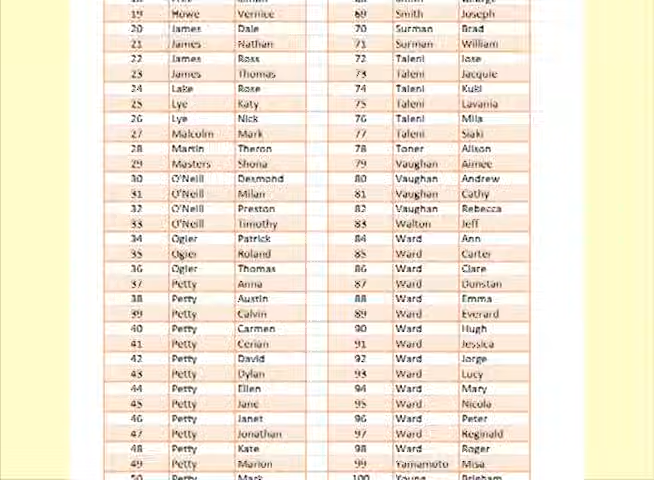 19 Howe Vernice 69 Smith Joseph
20 James Dale 70 Surman Brad
21 James Nathan 71 Surman William
22 James Ross 72 Taleni Jose
23 James Thomas 73 Taleni Jacquie
24 Lake Rose 74 Taleni Kuki
25 Lye Katy 75 Taleni Lavania
26 Lye Nick 76 Taleni Mila
27 Malcolm Mark 77 Taleni Siaki
28 Martin Theron 78 Toner Alison
29 Masters Shona 79 Vaughan Aimee
30 O'Neill Desmond 80 Vaughan Andrew
31 O'Neill Milan 81 Vaughan Cathy
32 O'Neill Preston 82 Vaughan Rebecca
33 O'Neill Timothy 83 Walton Jeff
34 Ogier Patrick 84 Ward Ann
35 Ogier Roland 85 Ward Carter
36 Ogier Thomas 86 Ward Clare
37 Petty Anna 87 Ward Dunstan
38 Petty Austin 88 Ward Emma
39 Petty Calvin 89 Ward Everard
40 Petty Carmen 90 Ward Hugh
41 Petty Cerian 91 Ward Jessica
42 Petty David 92 Ward Jorge
43 Petty Dylan 93 Ward Lucy
44 Petty Ellen 94 Ward Mary
45 Petty Jane 95 Ward Nicola
46 Petty Janet 96 Ward Peter
47 Petty Jonathan 97 Ward Reginald
48 Petty Kate 98 Ward Roger
49 Petty Marion 99 Yamamoto Misa
50 Petty Mark 100 Young Brigham